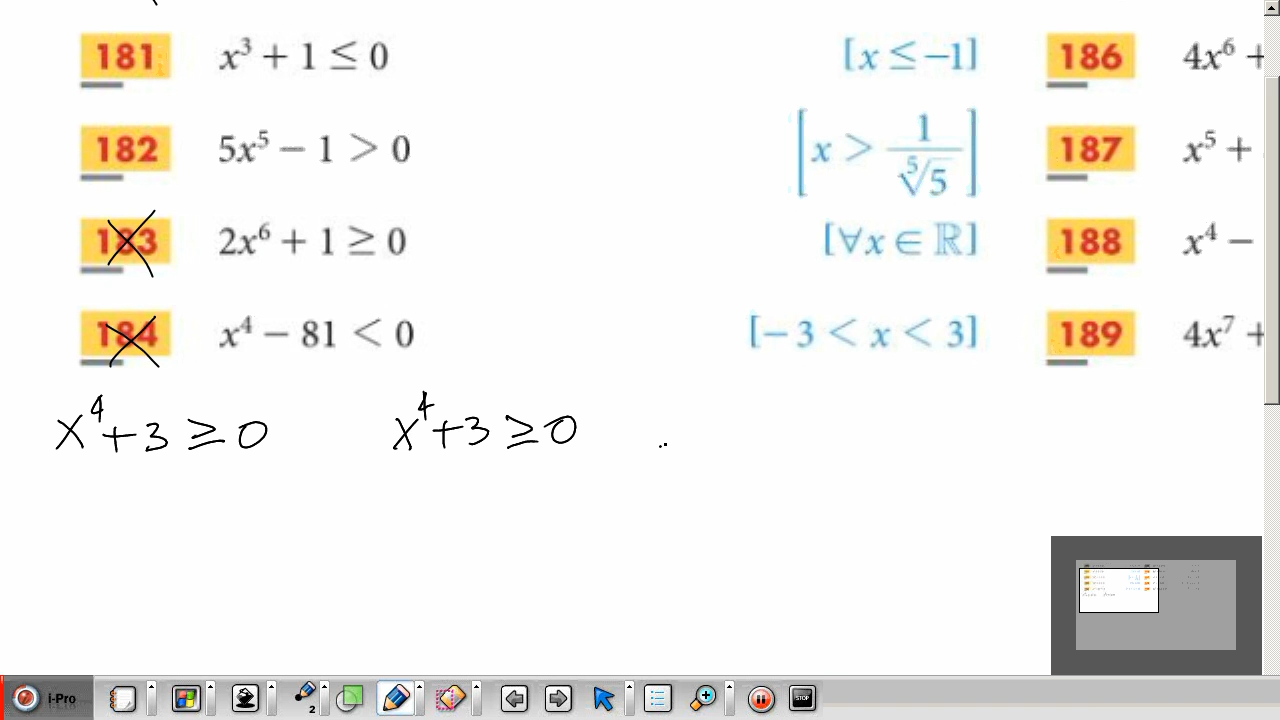 181 x³ + 1 ≤ 0 [x ≤ −1] 186 4x⁶ +
182 5x⁵ − 1 > 0 [x > 1/⁵√5] 187 x⁵ +
183 2x⁶ + 1 ≥ 0 [∀x ∈ ℝ] 188 x⁴ −
184 x⁴ − 81 < 0 [− 3 < x < 3] 189 4x⁷ +
x⁴+3 ≥ 0 x⁴+3 ≥ 0
i-Pro 2 STOP